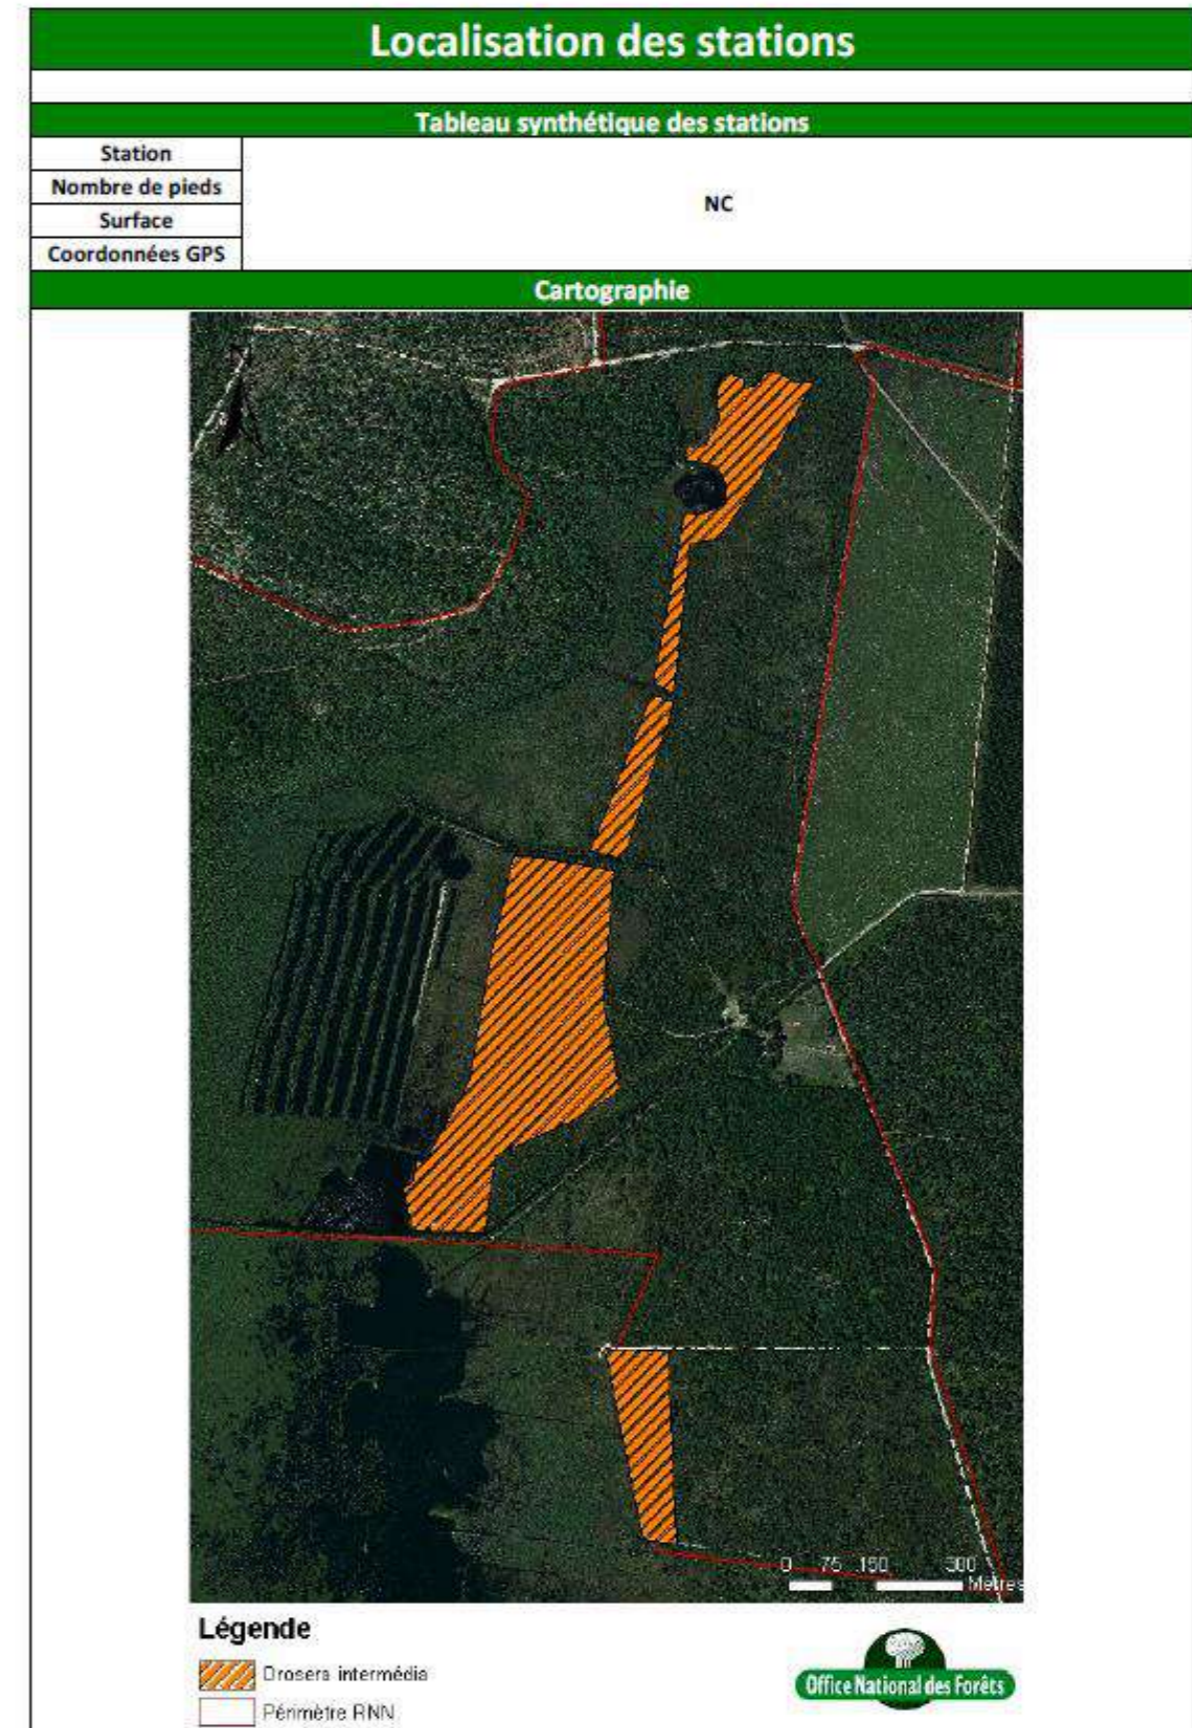 Localisation des stations
Tableau synthétique des stations
Station
Nombre de pieds
NC
Surface
Coordonnées GPS
Cartographie
0 75 150 300
Mètres
Légende
Drosera intermédia
Périmètre RNN
Office National des Forêts